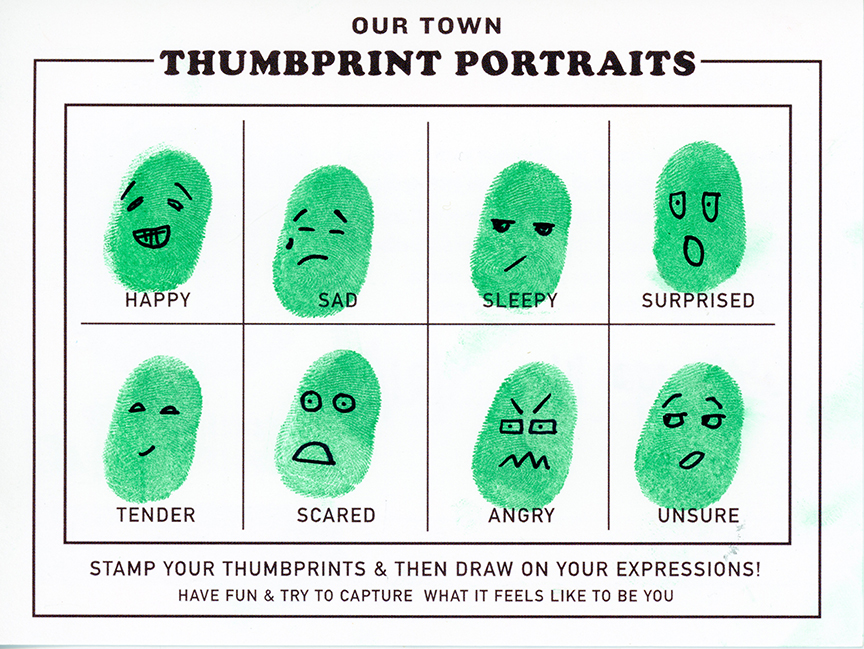 OUR TOWN
THUMBPRINT PORTRAITS
HAPPY
SAD
SLEEPY
SURPRISED
TENDER
SCARED
ANGRY
UNSURE
STAMP YOUR THUMBPRINTS & THEN DRAW ON YOUR EXPRESSIONS!
HAVE FUN & TRY TO CAPTURE WHAT IT FEELS LIKE TO BE YOU